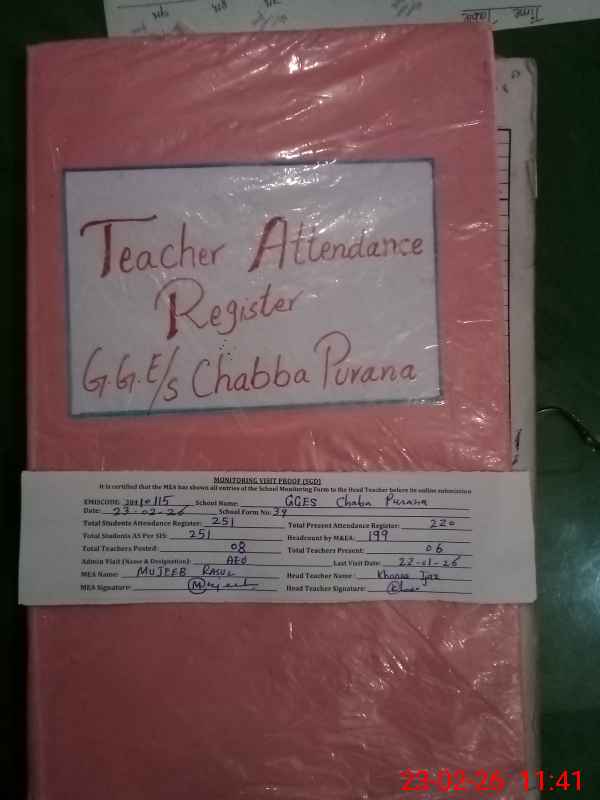 Time Table
Teacher Attendance
Register
G.G.E/S Chabba Purana
MONITORING VISIT PROOF (SGD)
It is certified that the MEA has shown all entries of the School Monitoring Form to the Head Teacher before its online submission
EMISCODE: School Name: GGES Chaba Purana
Date: 23-02-26 School Form No: 39
Total Students Attendance Register: 251 Total Present Attendance Register: 220
Total Students AS Per SIS: 251 Headcount by M&EA: 199
Total Teachers Posted: 08 Total Teachers Present: 06
Admin Visit (Name & Designation): AEO Last Visit Date: 22-01-26
MEA Name: MUJEEB RASUL Head Teacher Name: Khansa Ijaz
MEA Signature: Mujeeb Head Teacher Signature:
23-02-26 11:41